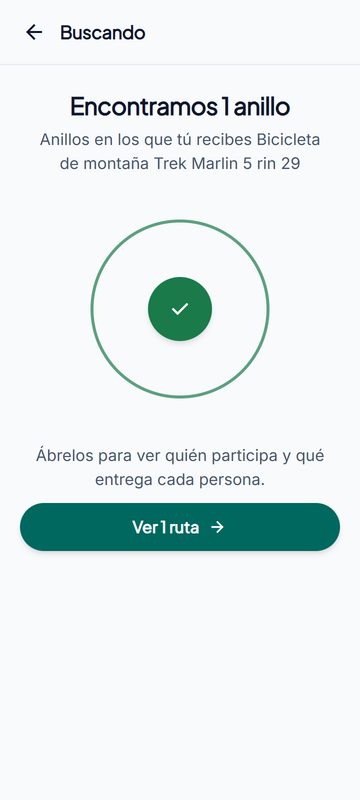 Buscando
Encontramos 1 anillo
Anillos en los que tú recibes Bicicleta
de montaña Trek Marlin 5 rin 29
Ábrelos para ver quién participa y qué
entrega cada persona.
Ver 1 ruta